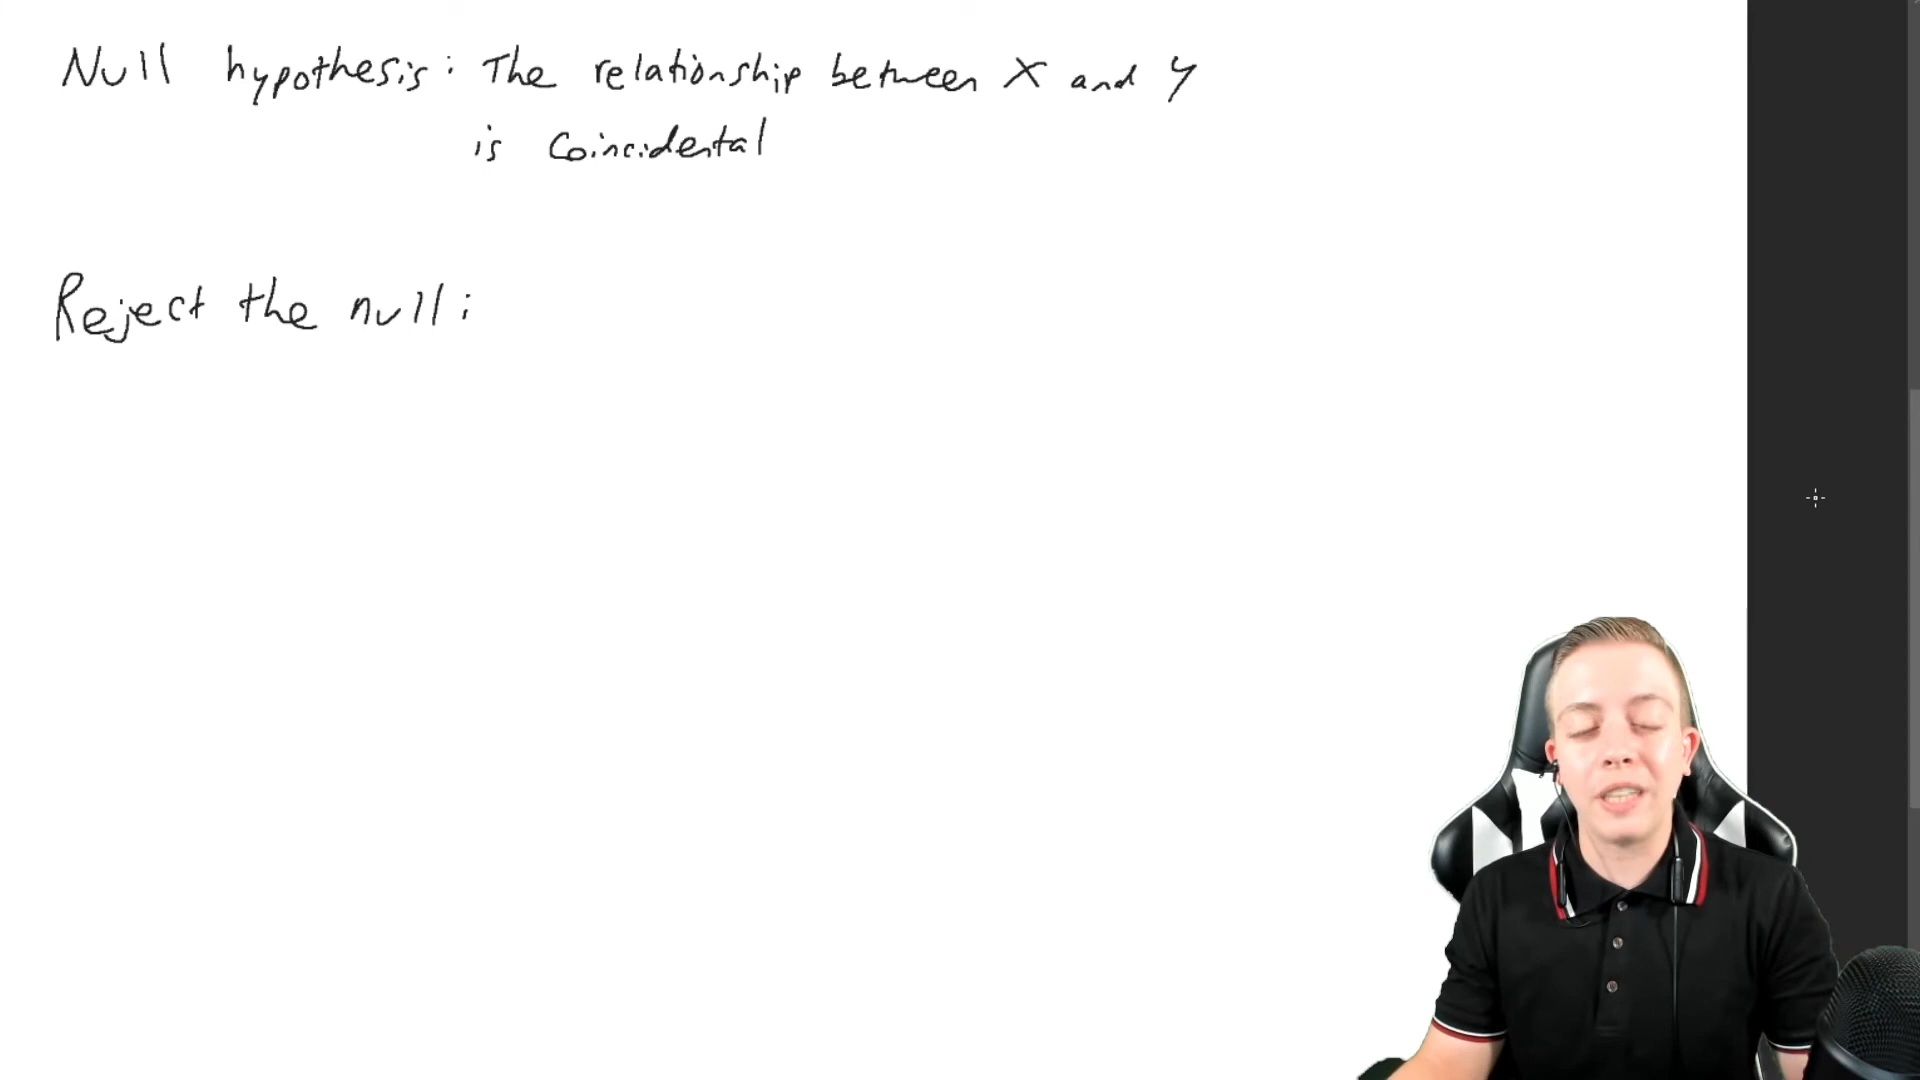 Null hypothesis: The relationship between X and Y
is Coincidental
Reject the null: